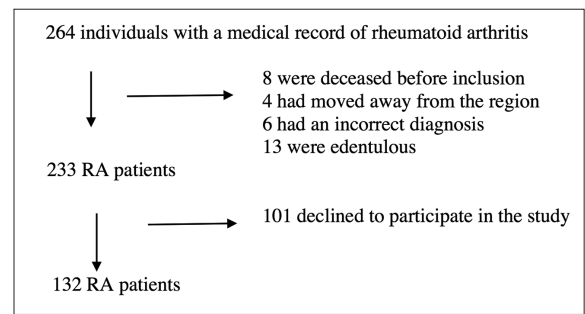 264 individuals with a medical record of rheumatoid arthritis
8 were deceased before inclusion
4 had moved away from the region
6 had an incorrect diagnosis
13 were edentulous
233 RA patients
101 declined to participate in the study
132 RA patients